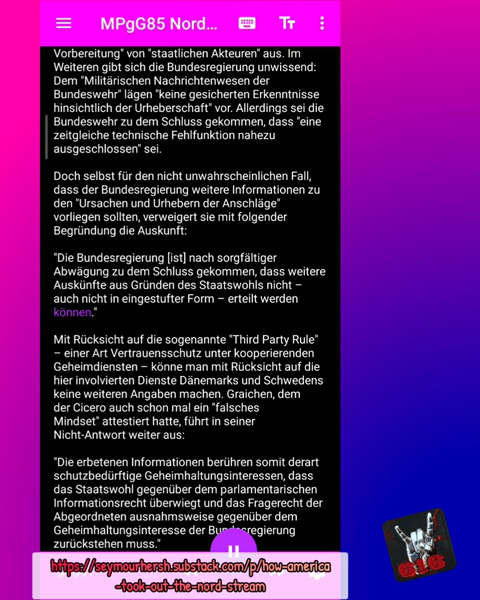 MPgG85 Nord…
Vorbereitung" von "staatlichen Akteuren" aus. Im
Weiteren gibt sich die Bundesregierung unwissend:
Dem "Militärischen Nachrichtenwesen der
Bundeswehr" lägen "keine gesicherten Erkenntnisse
hinsichtlich der Urheberschaft" vor. Allerdings sei die
Bundeswehr zu dem Schluss gekommen, dass "eine
zeitgleiche technische Fehlfunktion nahezu
ausgeschlossen" sei.
Doch selbst für den nicht unwahrscheinlichen Fall,
dass der Bundesregierung weitere Informationen zu
den "Ursachen und Urhebern der Anschläge"
vorliegen sollten, verweigert sie mit folgender
Begründung die Auskunft:
"Die Bundesregierung [ist] nach sorgfältiger
Abwägung zu dem Schluss gekommen, dass weitere
Auskünfte aus Gründen des Staatswohls nicht –
auch nicht in eingestufter Form – erteilt werden
können."
Mit Rücksicht auf die sogenannte "Third Party Rule"
– einer Art Vertrauensschutz unter kooperierenden
Geheimdiensten – könne man mit Rücksicht auf die
hier involvierten Dienste Dänemarks und Schwedens
keine weiteren Angaben machen. Graichen, dem
der Cicero auch schon mal ein "falsches
Mindset" attestiert hatte, führt in seiner
Nicht-Antwort weiter aus:
"Die erbetenen Informationen berühren somit derart
schutzbedürftige Geheimhaltungsinteressen, dass
das Staatswohl gegenüber dem parlamentarischen
Informationsrecht überwiegt und das Fragerecht der
Abgeordneten ausnahmsweise gegenüber dem
Geheimhaltungsinteresse der Bundesregierung
zurückstehen muss."
https://seymourhersh.substack.com/p/how-america
-took-out-the-nord-stream
616